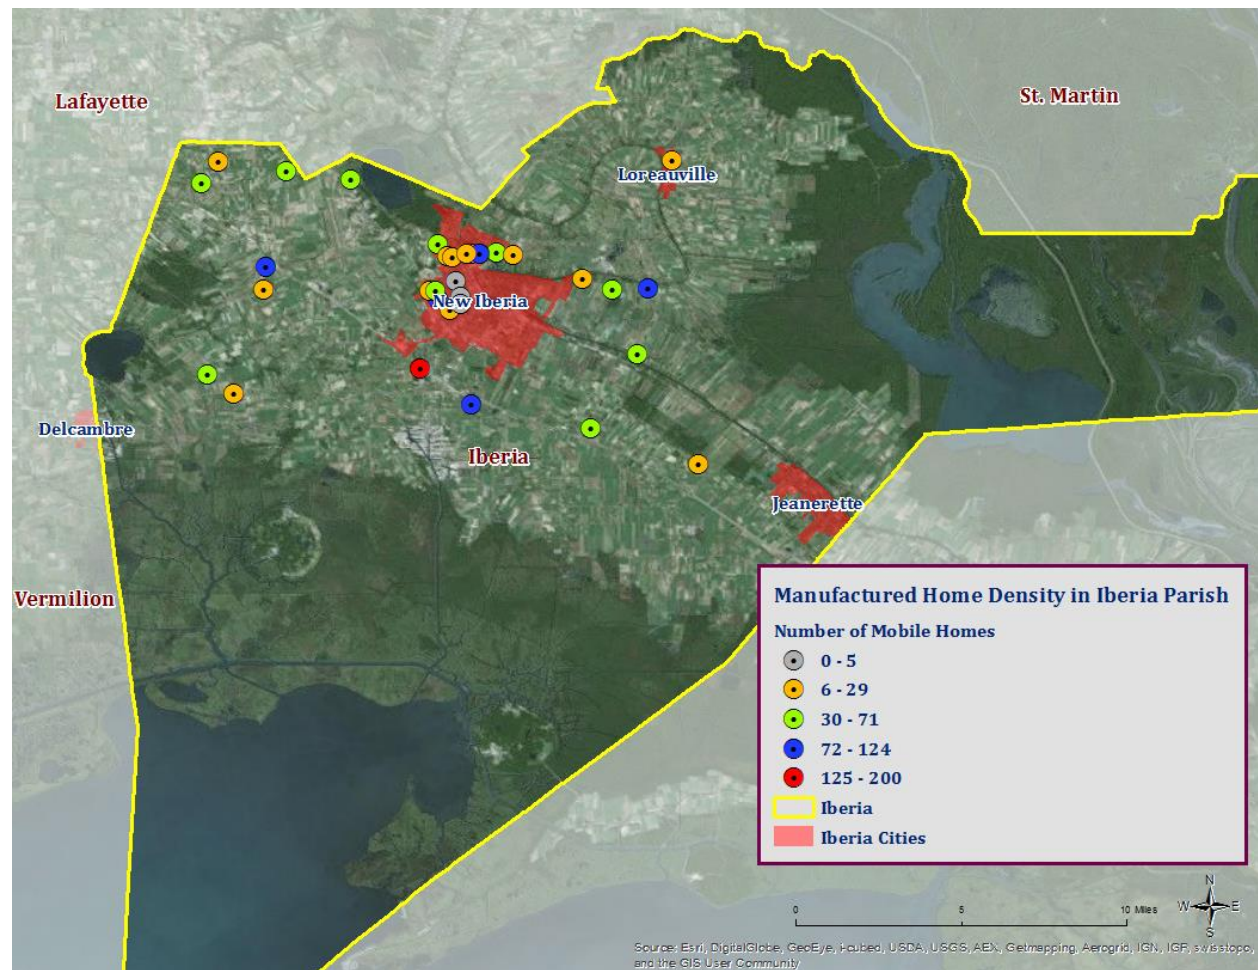 Lafayette
St. Martin
Loreauville
New Iberia
Delcambre
Iberia
Jeanerette
Vermilion
Manufactured Home Density in Iberia Parish
Number of Mobile Homes
0 - 5
6 - 29
30 - 71
72 - 124
125 - 200
Iberia
Iberia Cities
N
W E
S
0 5 10 Miles
Source: Esri, DigitalGlobe, GeoEye, i-cubed, USDA, USGS, AEX, Getmapping, Aerogrid, IGN, IGP, swisstopo,
and the GIS User Community